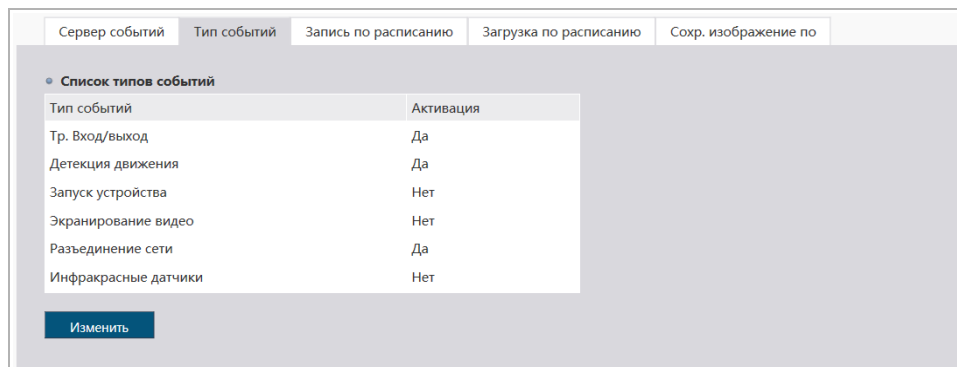 Сервер событий Тип событий Запись по расписанию Загрузка по расписанию Сохр. изображение по
Список типов событий
Тип событий Активация
Тр. Вход/выход Да
Детекция движения Да
Запуск устройства Нет
Экранирование видео Нет
Разъединение сети Да
Инфракрасные датчики Нет
Изменить